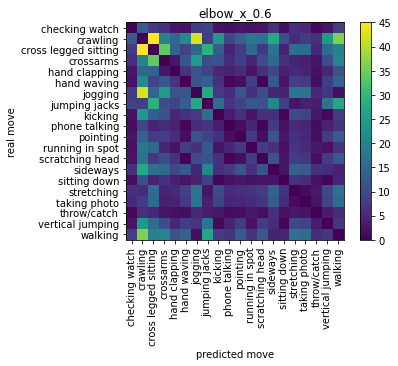 elbow_x_0.6
real move
checking watch
crawling
cross legged sitting
crossarms
hand clapping
hand waving
jogging
jumping jacks
kicking
phone talking
pointing
running in spot
scratching head
sideways
sitting down
stretching
taking photo
throw/catch
vertical jumping
walking
checking watch
crawling
cross legged sitting
crossarms
hand clapping
hand waving
jogging
jumping jacks
kicking
phone talking
pointing
running in spot
scratching head
sideways
sitting down
stretching
taking photo
throw/catch
vertical jumping
walking
predicted move
45
40
35
30
25
20
15
10
5
0